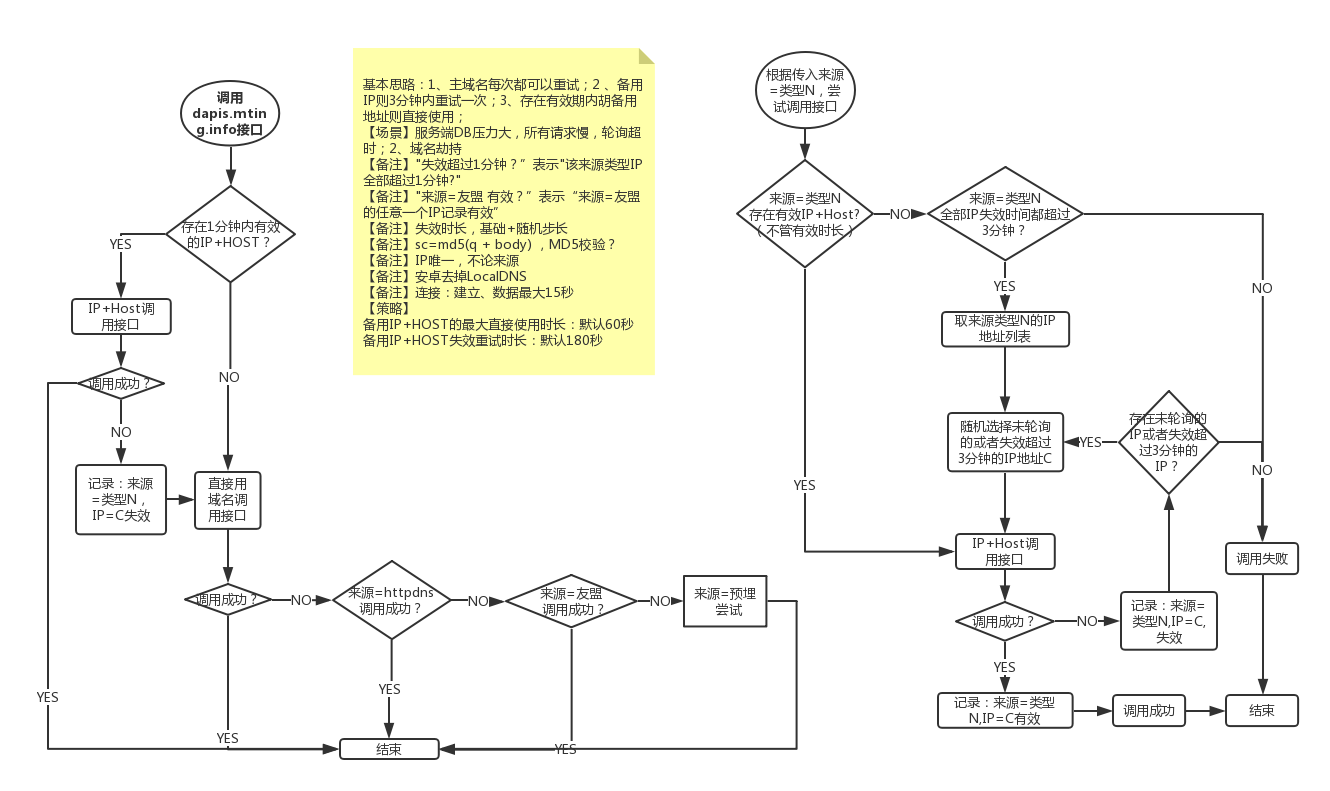 调用
dapis.mtin
g.info接口
存在1分钟内有效
的IP+HOST？
YES
IP+Host调
用接口
NO
调用成功？
NO
记录：来源
=类型N，
IP=C失效
直接用
域名调
用接口
调用成功？
NO
来源=httpdns
调用成功？
NO
来源=友盟
调用成功？
NO
来源=预埋
尝试
YES
YES
YES
YES
结束
基本思路：1、主域名每次都可以重试；2 、备用
IP则3分钟内重试一次；3、存在有效期内胡备用
地址则直接使用；
【场景】服务端DB压力大，所有请求慢，轮询超
时；2、域名劫持
【备注】"失效超过1分钟？”表示"该来源类型IP
全部超过1分钟?"
【备注】"来源=友盟 有效？”表示“来源=友盟
的任意一个IP记录有效”
【备注】失效时长，基础+随机步长
【备注】sc=md5(q + body) ，MD5校验？
【备注】IP唯一，不论来源
【备注】安卓去掉LocalDNS
【备注】连接：建立、数据最大15秒
【策略】
备用IP+HOST的最大直接使用时长：默认60秒
备用IP+HOST失效重试时长：默认180秒
根据传入来源
=类型N，尝
试调用接口
来源=类型N
存在有效IP+Host?
（不管有效时长）
NO
来源=类型N
全部IP失效时间都超过
3分钟？
YES
NO
取来源类型N的IP
地址列表
随机选择未轮询
的或者失效超过
3分钟的IP地址C
YES
存在未轮询的
IP或者失效超
过3分钟的
IP？
NO
YES
IP+Host调
用接口
调用失败
调用成功？
NO
记录：来源=
类型N,IP=C,
失效
YES
记录：来源=类型
N,IP=C有效
调用成功
结束